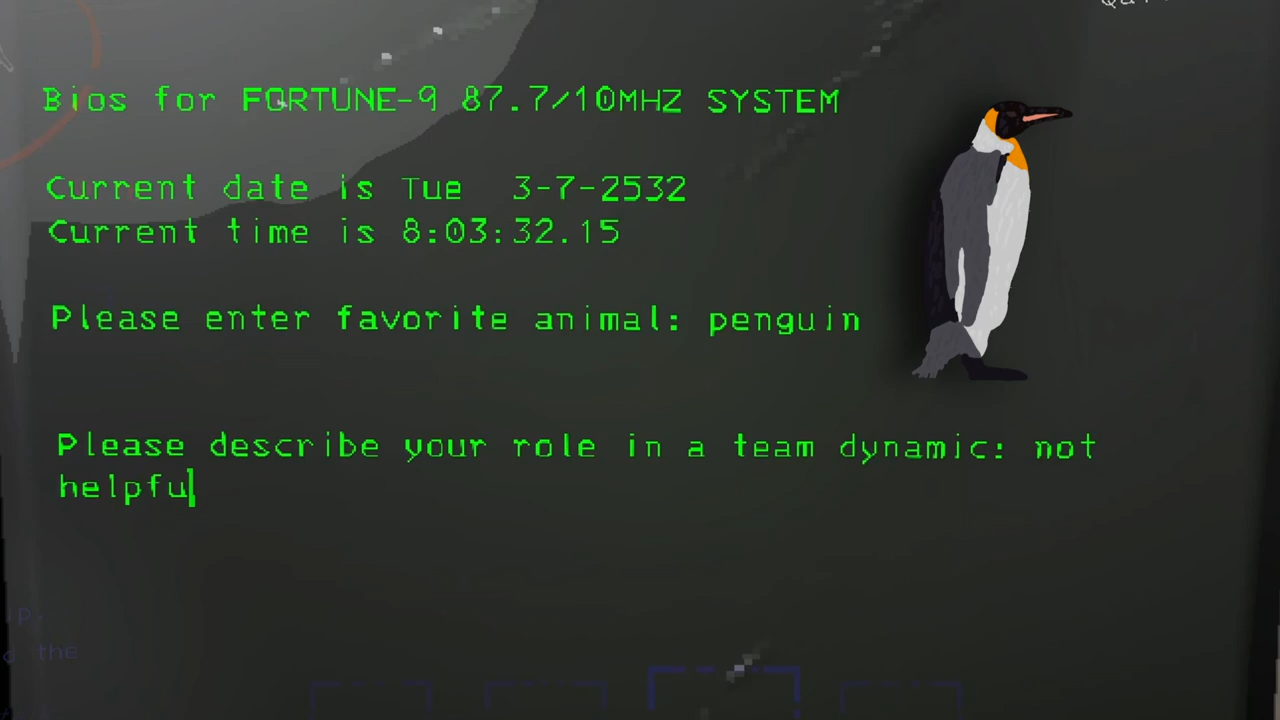 Bios for FORTUNE-9 87.7/10MHZ SYSTEM
Current date is Tue  3-7-2532
Current time is 8:03:32.15
Please enter favorite animal: penguin
Please describe your role in a team dynamic: not
helpfu
the